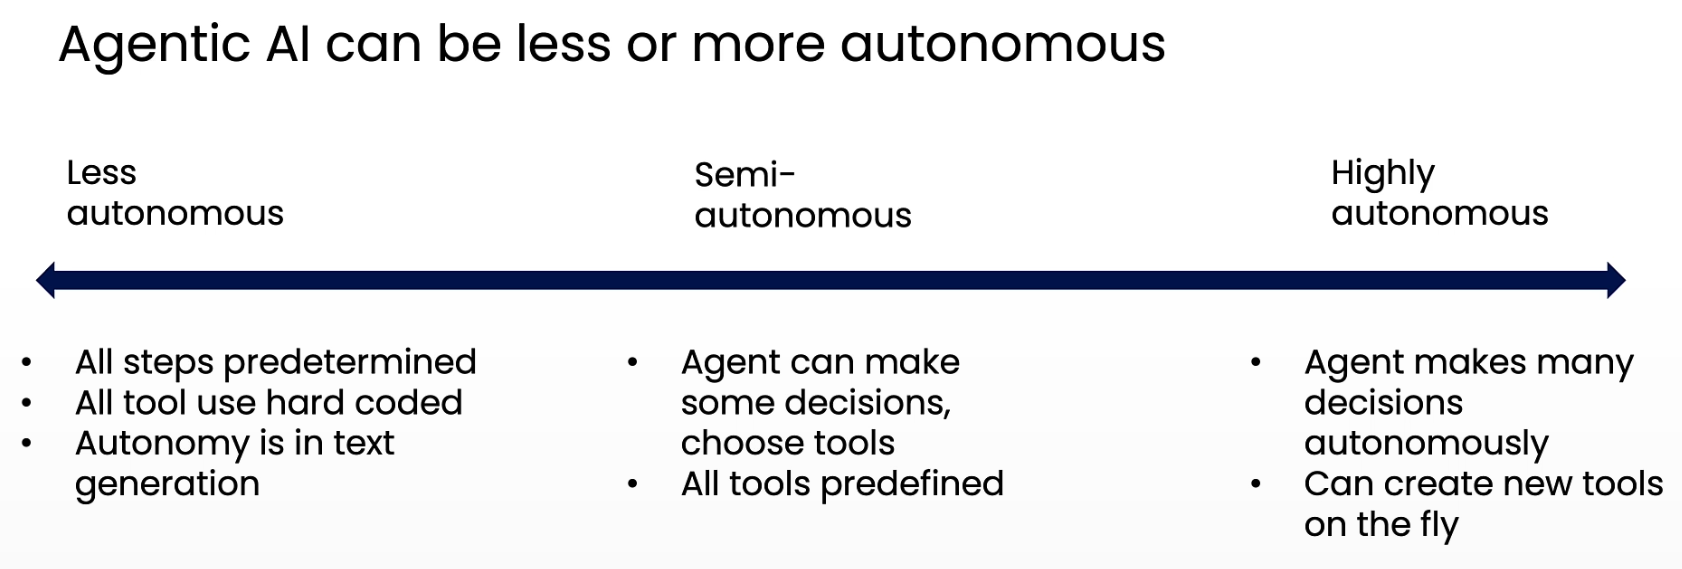 Agentic AI can be less or more autonomous
Less
autonomous
Semi-
autonomous
Highly
autonomous
• All steps predetermined
• All tool use hard coded
• Autonomy is in text
generation
• Agent can make
some decisions,
choose tools
• All tools predefined
• Agent makes many
decisions
autonomously
• Can create new tools
on the fly